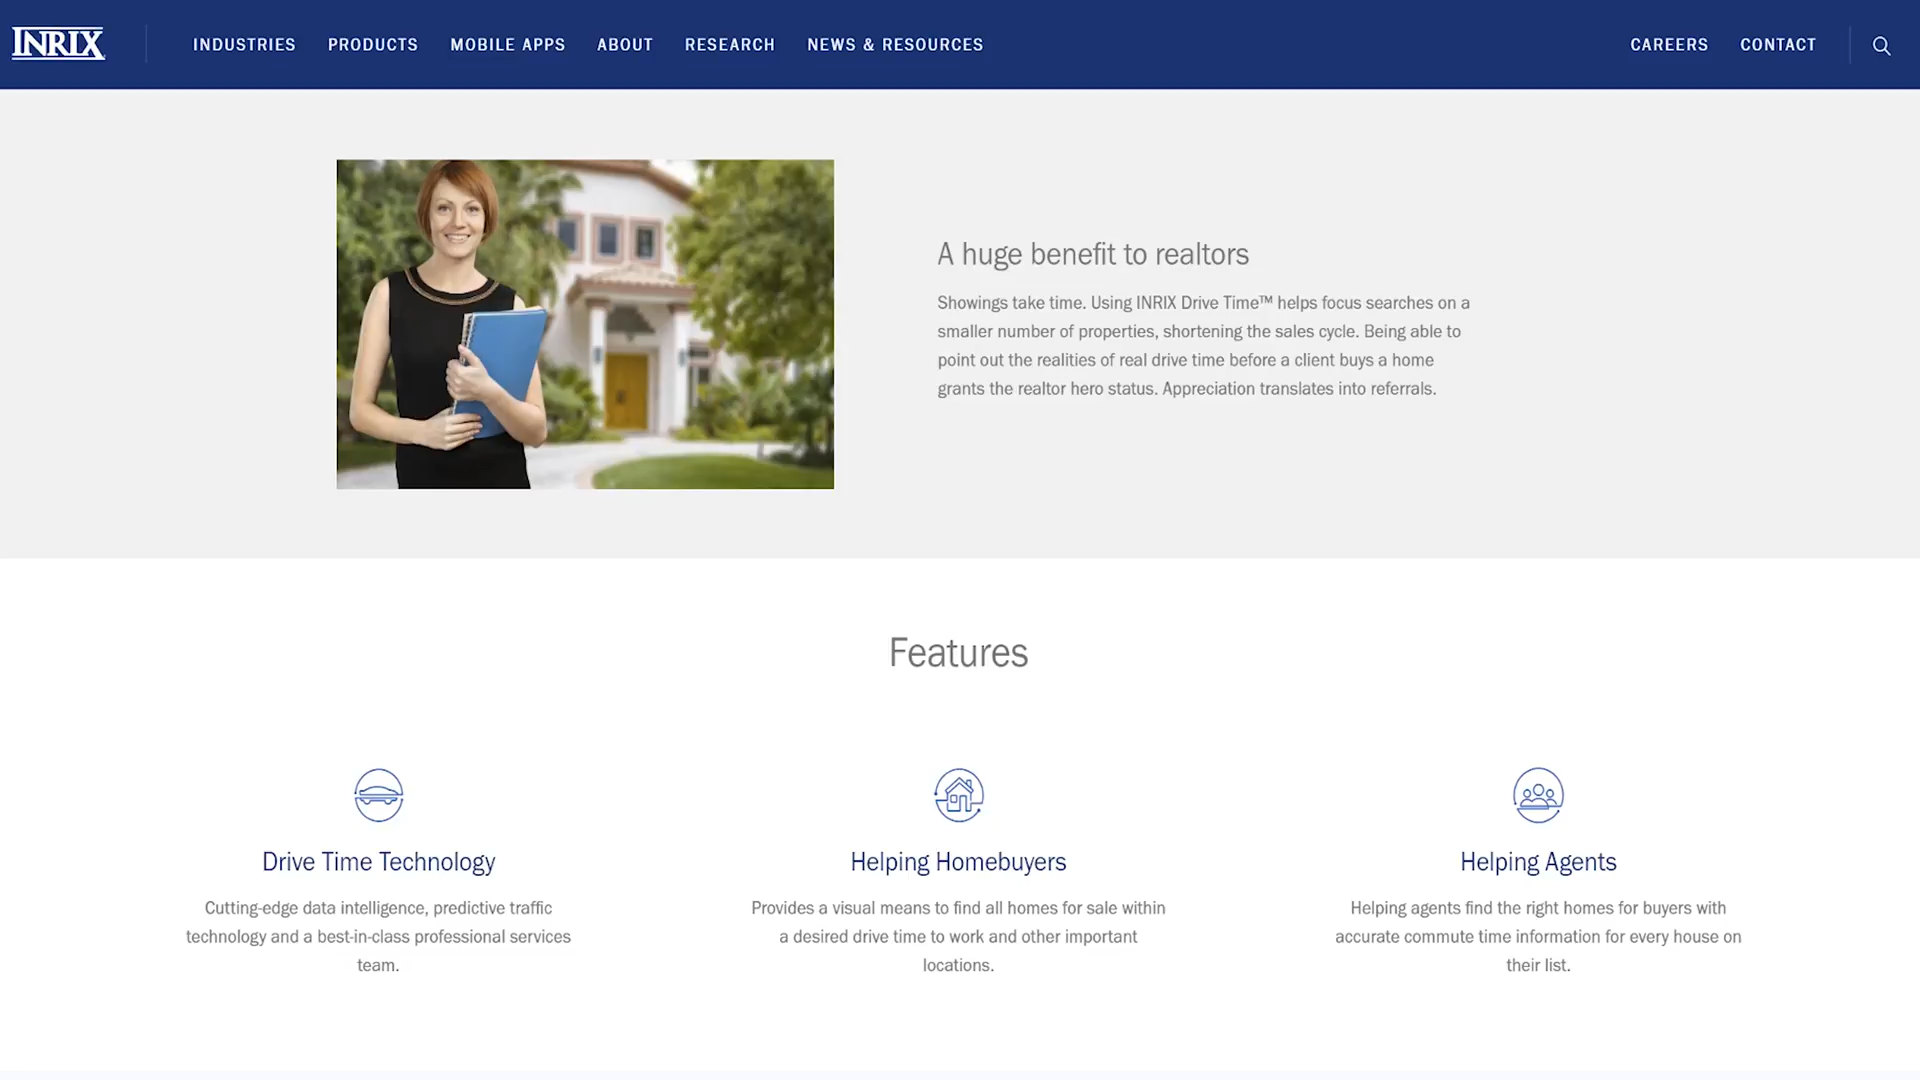 INRIX
INDUSTRIES
PRODUCTS
MOBILE APPS
ABOUT
RESEARCH
NEWS & RESOURCES
CAREERS
CONTACT
A huge benefit to realtors
Showings take time. Using INRIX Drive Time™ helps focus searches on a
smaller number of properties, shortening the sales cycle. Being able to
point out the realities of real drive time before a client buys a home
grants the realtor hero status. Appreciation translates into referrals.
Features
Drive Time Technology
Cutting-edge data intelligence, predictive traffic
technology and a best-in-class professional services
team.
Helping Homebuyers
Provides a visual means to find all homes for sale within
a desired drive time to work and other important
locations.
Helping Agents
Helping agents find the right homes for buyers with
accurate commute time information for every house on
their list.